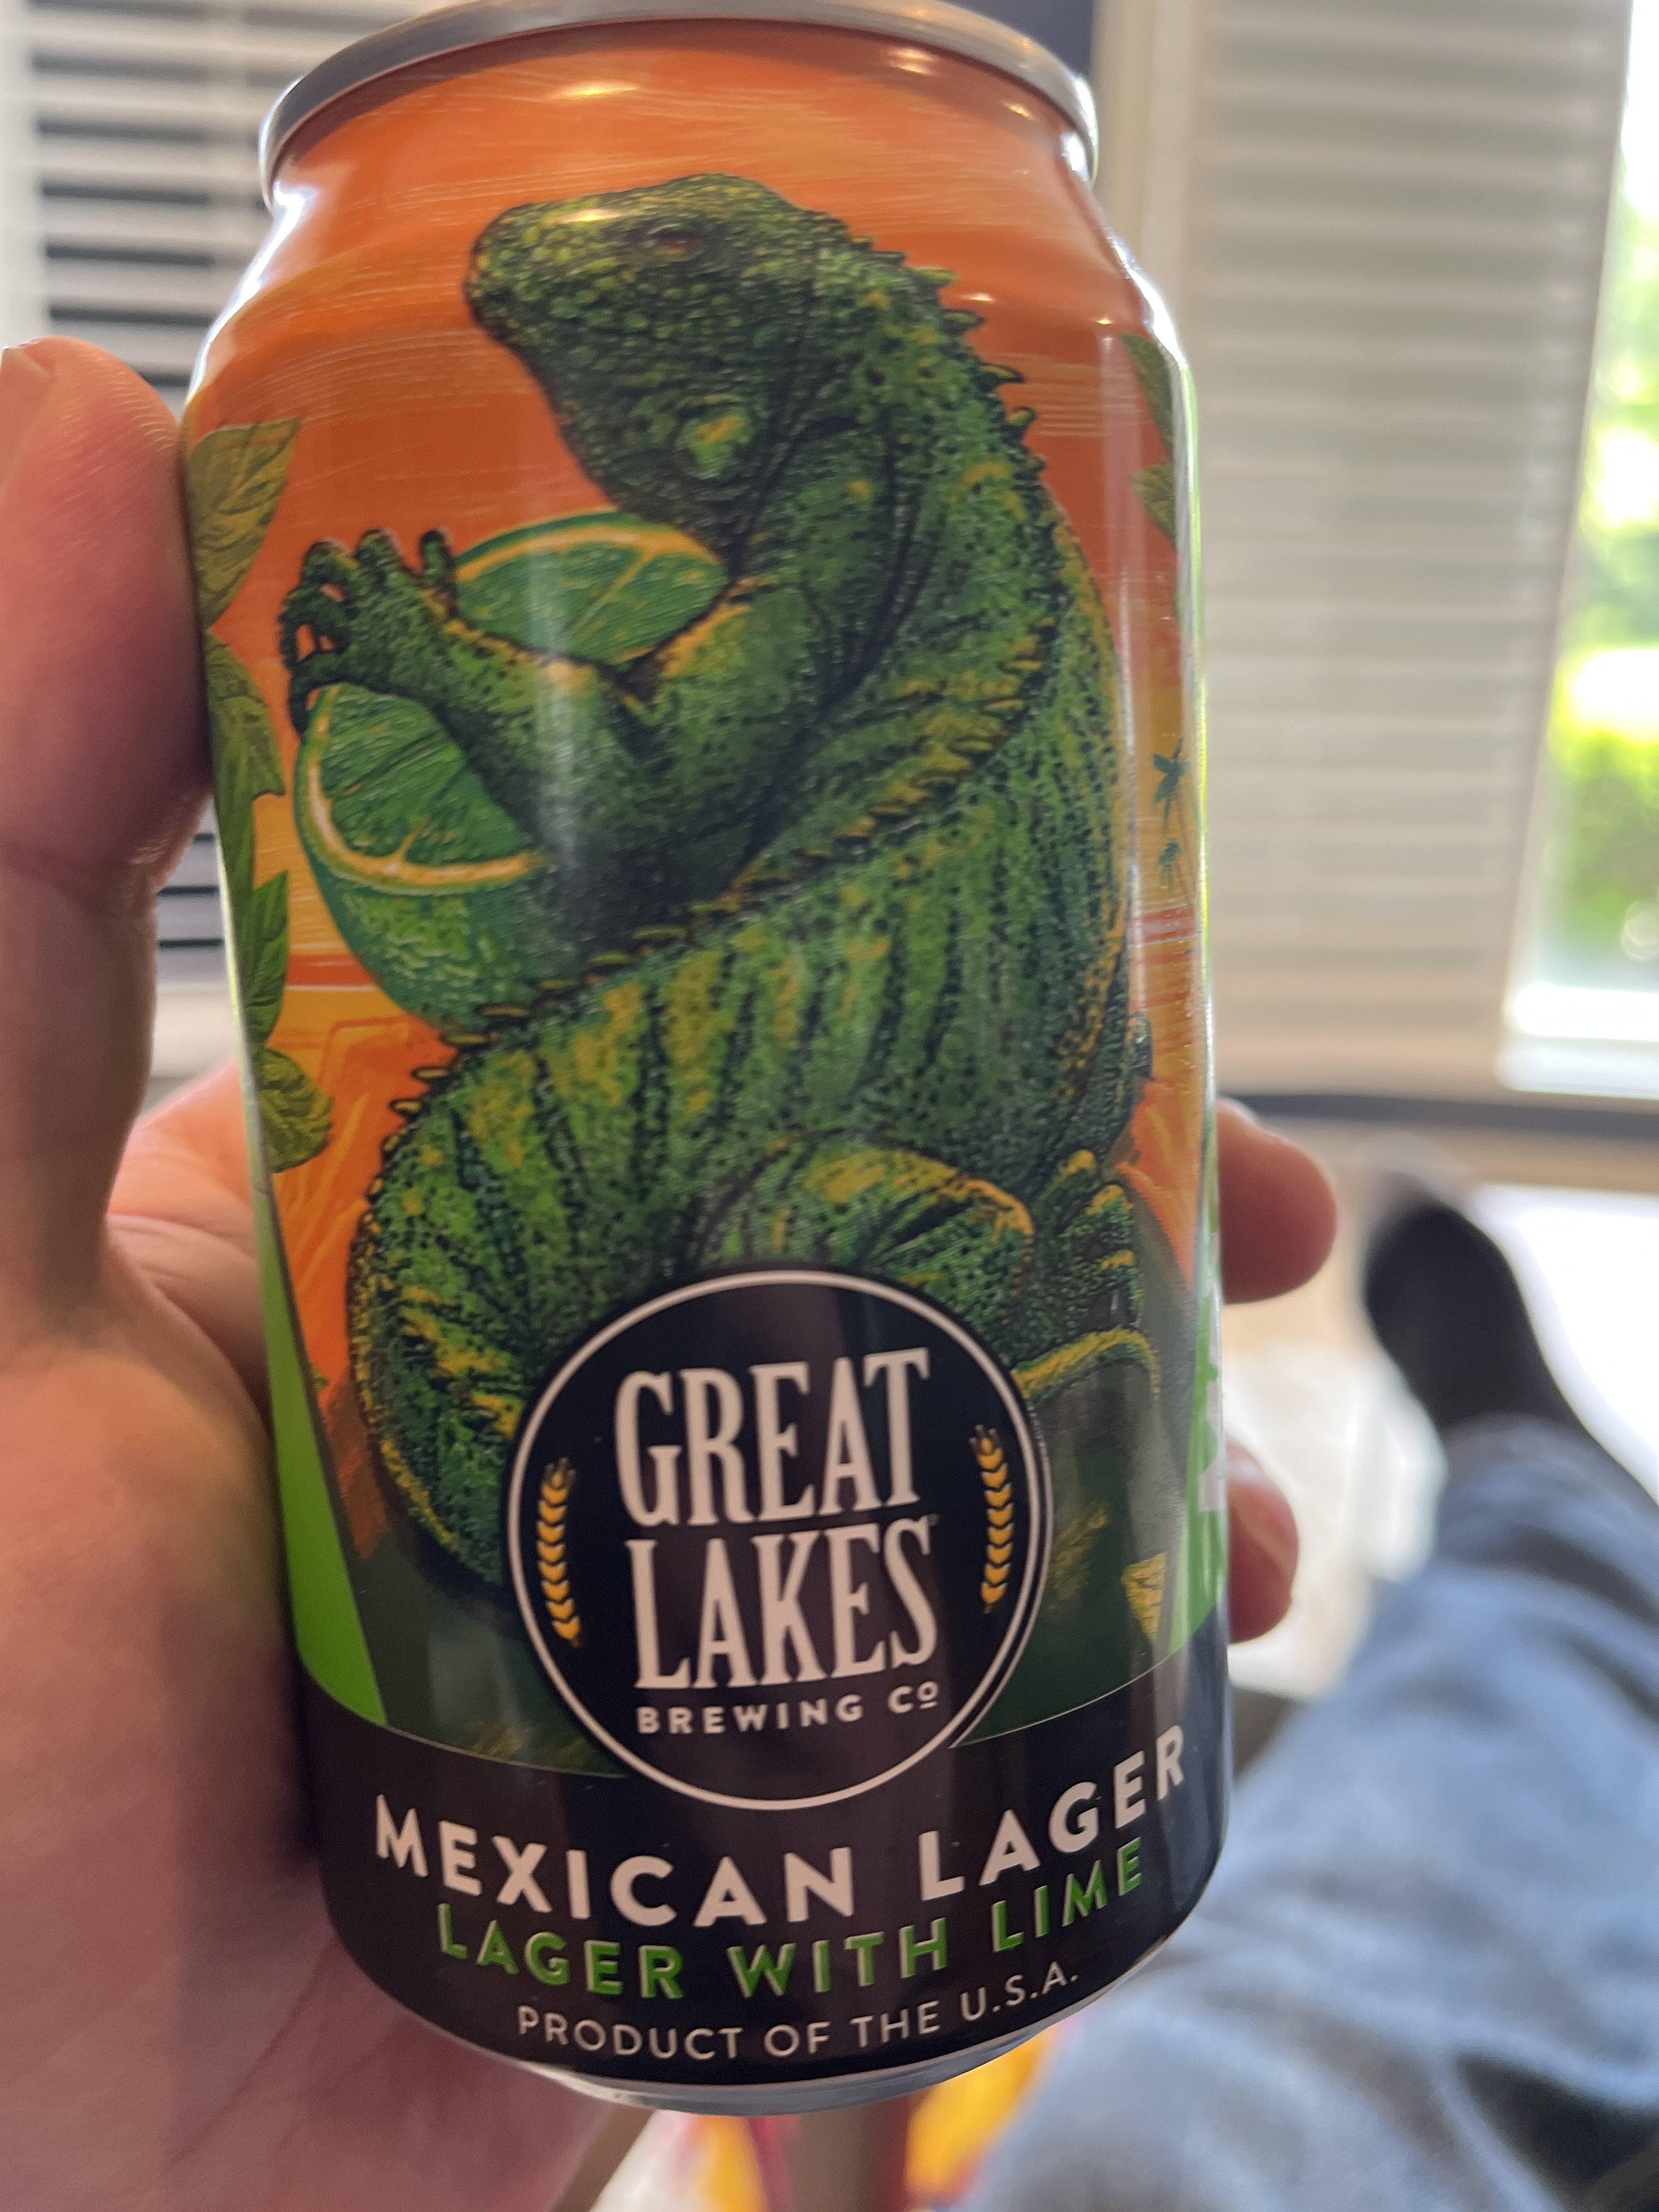 GREAT
LAKES
BREWING Cº
MEXICAN LAGER
LAGER WITH LIME
PRODUCT OF THE U.S.A.